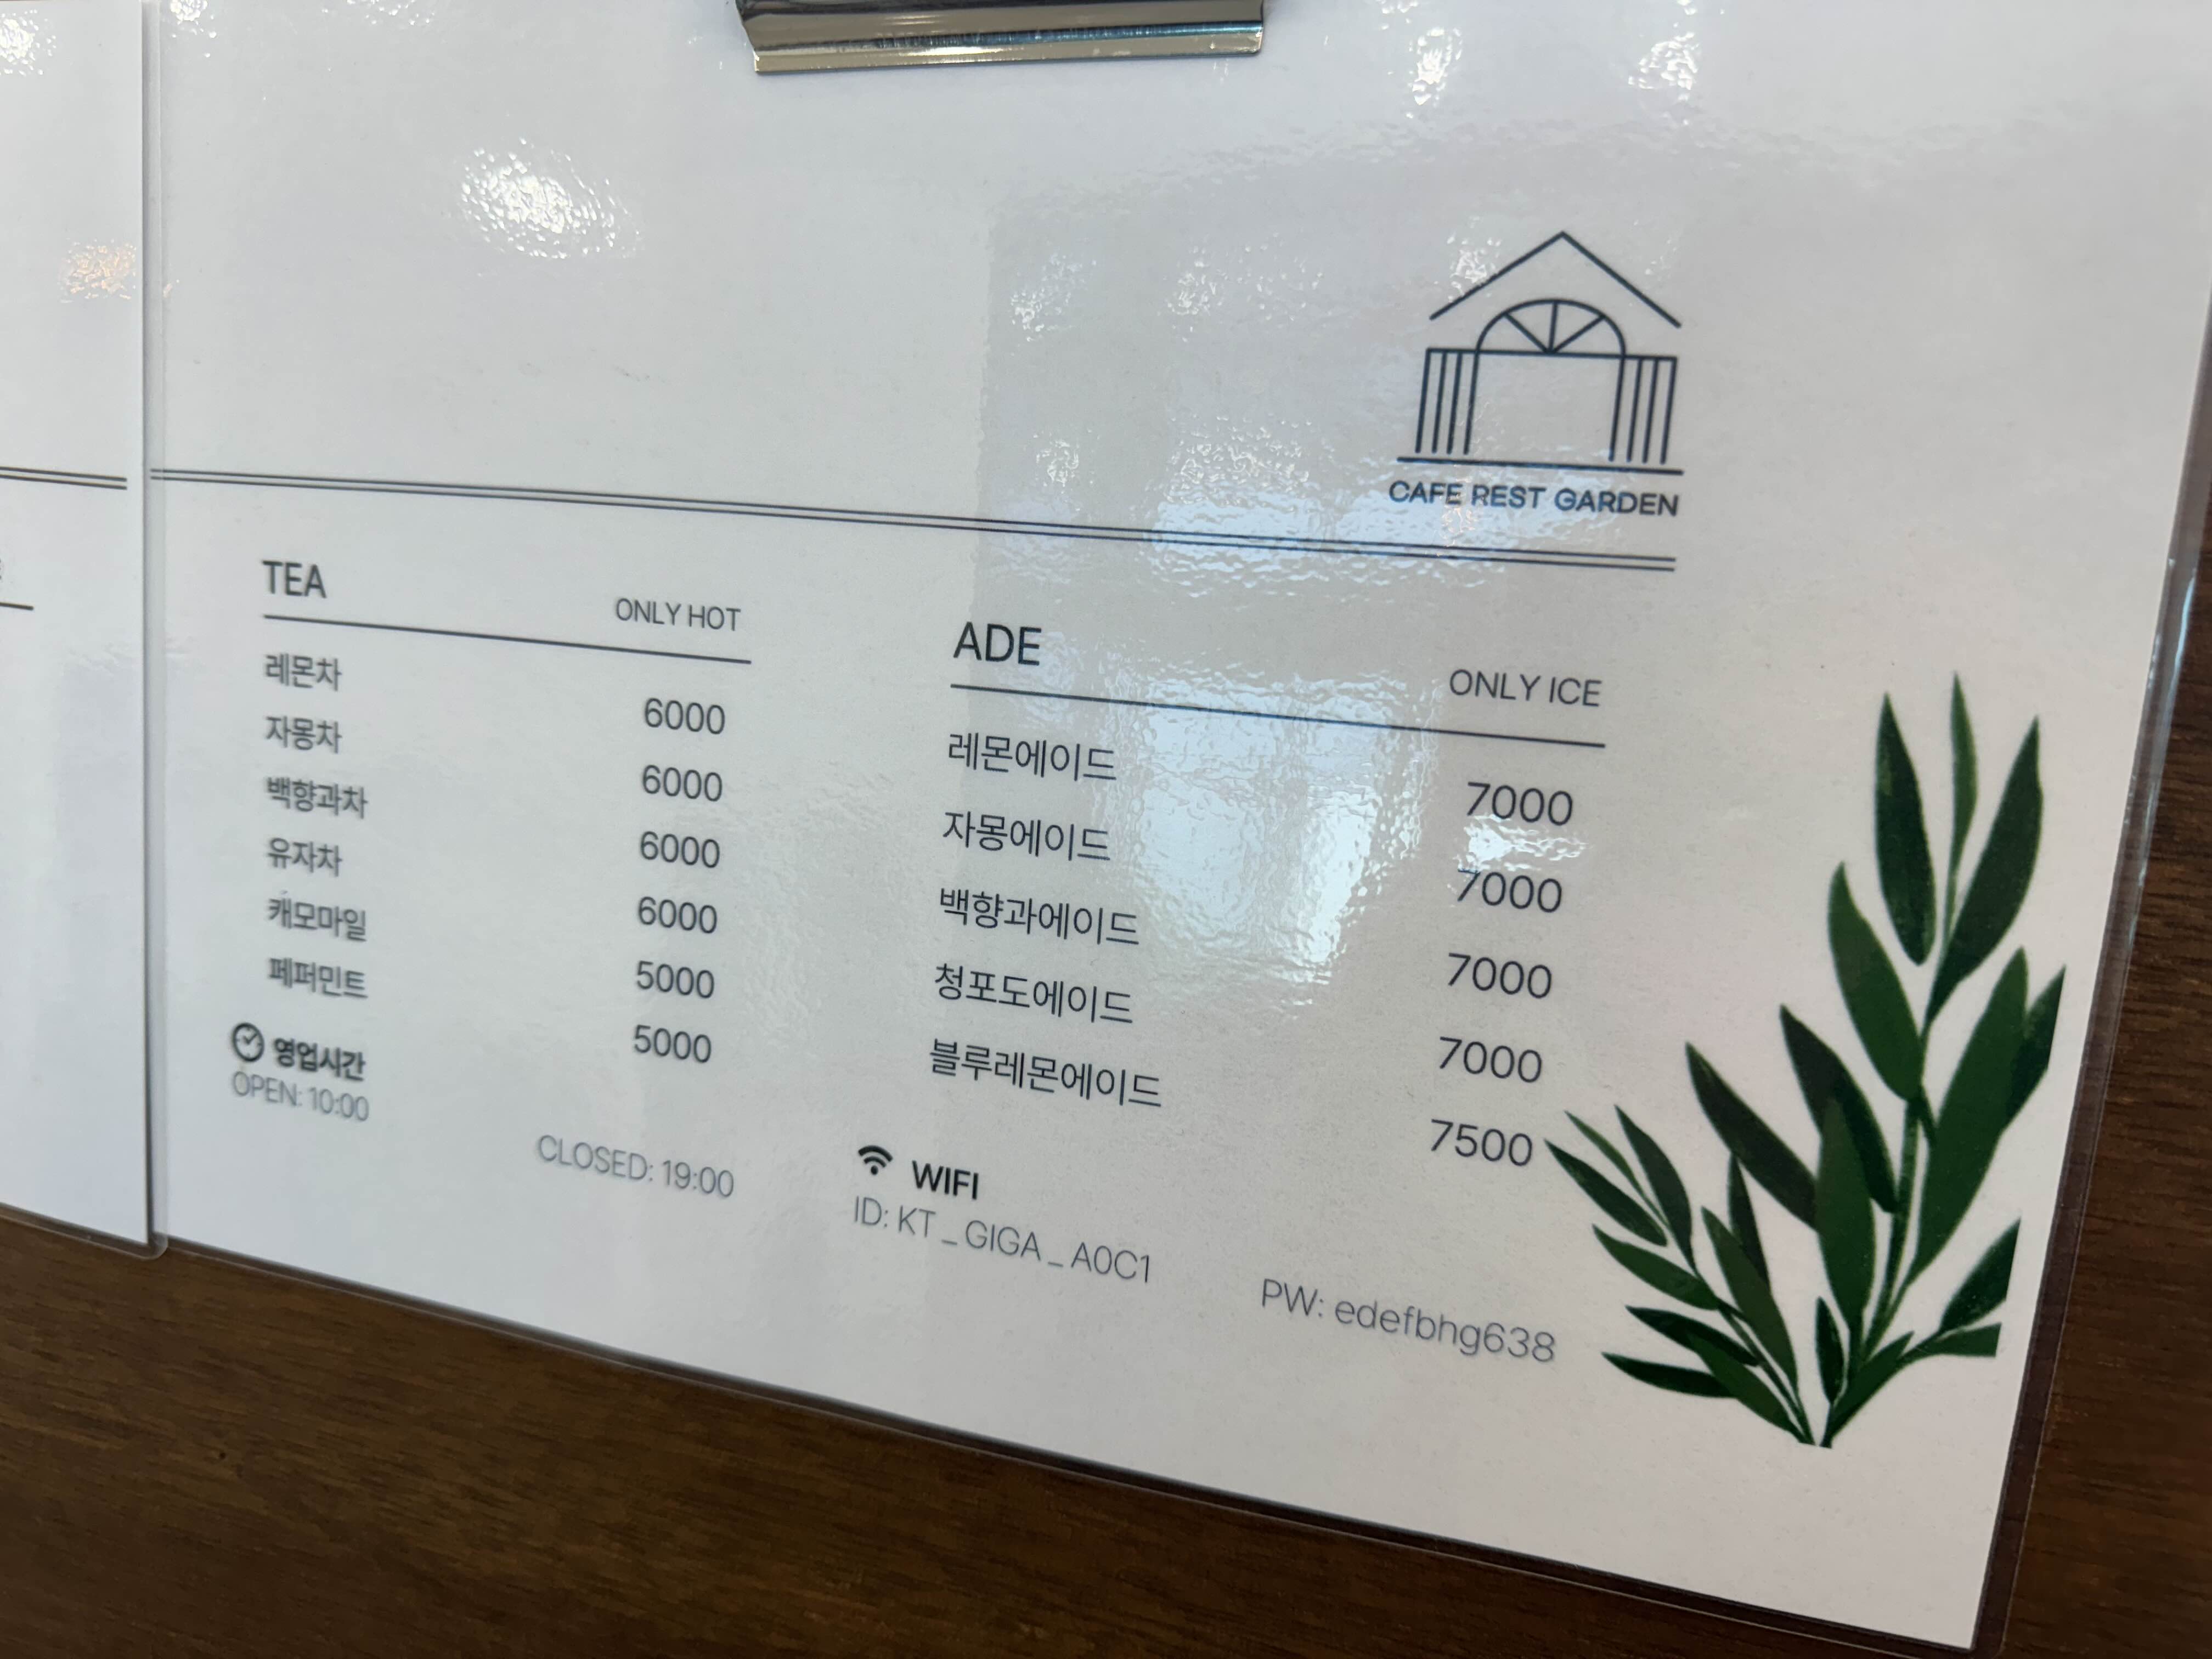 CAFE REST GARDEN
TEA ONLY HOT
레몬차 6000
자몽차 6000
백향과차 6000
유자차 6000
캐모마일 5000
페퍼민트 5000
영업시간
OPEN: 10:00 CLOSED: 19:00
ADE ONLY ICE
레몬에이드 7000
자몽에이드 7000
백향과에이드 7000
청포도에이드 7000
블루레몬에이드 7500
WIFI
ID: KT_GIGA_A0C1 PW: edefbhg638